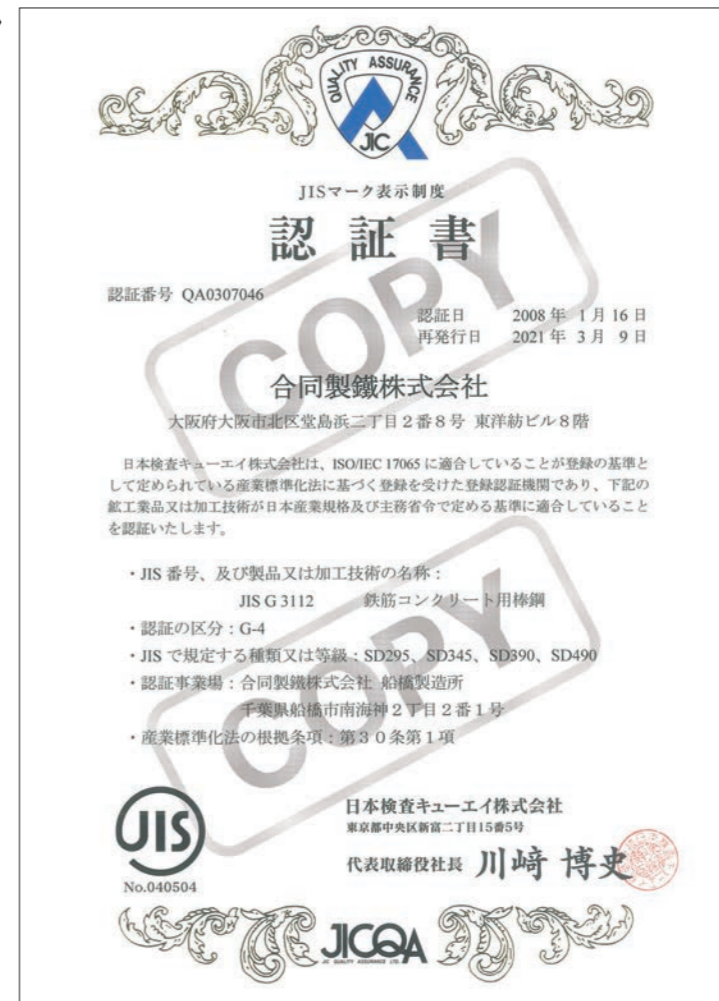 QUALITY ASSURANCE
JIC
JISマーク表示制度
認証書
認証番号 QA0307046
認証日 2008年 1月16日
再発行日 2021年 3月 9日
合同製鐵株式会社
大阪府大阪市北区堂島浜二丁目2番8号 東洋紡ビル8階
日本検査キューエイ株式会社は、ISO/IEC 17065 に適合していることが登録の基準と
して定められている産業標準化法に基づく登録を受けた登録認証機関であり、下記の
鉱工業品又は加工技術が日本産業規格及び主務省令で定める基準に適合していること
を認証いたします。
・JIS 番号、及び製品又は加工技術の名称：
JIS G 3112 鉄筋コンクリート用棒鋼
・認証の区分：G-4
・JIS で規定する種類又は等級：SD295、SD345、SD390、SD490
・認証事業場：合同製鐵株式会社 船橋製造所
千葉県船橋市南海神2丁目2番1号
・産業標準化法の根拠条項：第30条第1項
COPY
COPY
JIS
No.040504
日本検査キューエイ株式会社
東京都中央区新富二丁目15番5号
代表取締役社長 川﨑 博史
JICQA
JIC QUALITY ASSURANCE LTD.